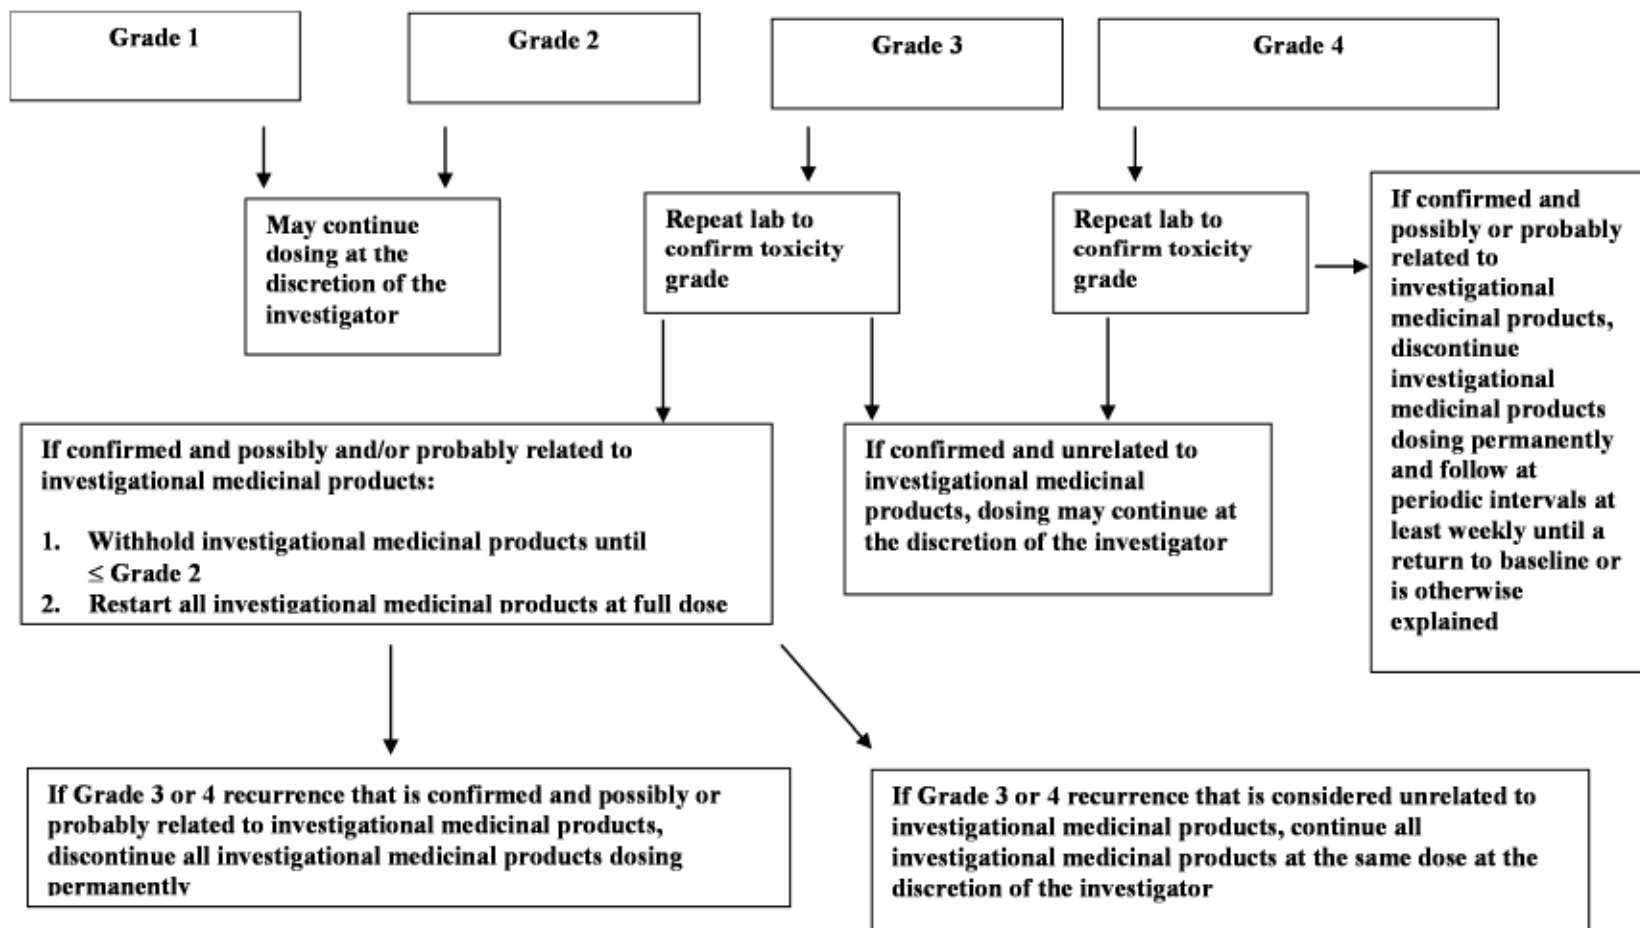 Grade 1
Grade 2
Grade 3
Grade 4
May continue
dosing at the
discretion of the
investigator
Repeat lab to
confirm toxicity
grade
Repeat lab to
confirm toxicity
grade
If confirmed and
possibly or probably
related to
investigational
medicinal products,
discontinue
investigational
medicinal products
dosing permanently
and follow at
periodic intervals at
least weekly until a
return to baseline or
is otherwise
explained
If confirmed and possibly and/or probably related to
investigational medicinal products:
1. Withhold investigational medicinal products until
≤ Grade 2
2. Restart all investigational medicinal products at full dose
If confirmed and unrelated to
investigational medicinal
products, dosing may continue at
the discretion of the investigator
If Grade 3 or 4 recurrence that is confirmed and possibly or
probably related to investigational medicinal products,
discontinue all investigational medicinal products dosing
permanently
If Grade 3 or 4 recurrence that is considered unrelated to
investigational medicinal products, continue all
investigational medicinal products at the same dose at the
discretion of the investigator